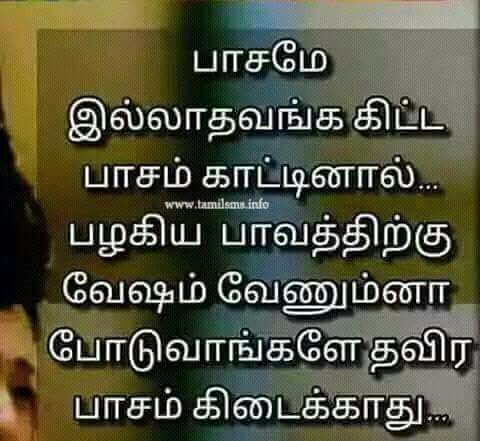 பாசமே
இல்லாதவங்க கிட்ட
பாசம் காட்டினால்...
www.tamilsms.info
பழகிய பாவத்திற்கு
வேஷம் வேணும்னா
போடுவாங்களே தவிர
பாசம் கிடைக்காது...